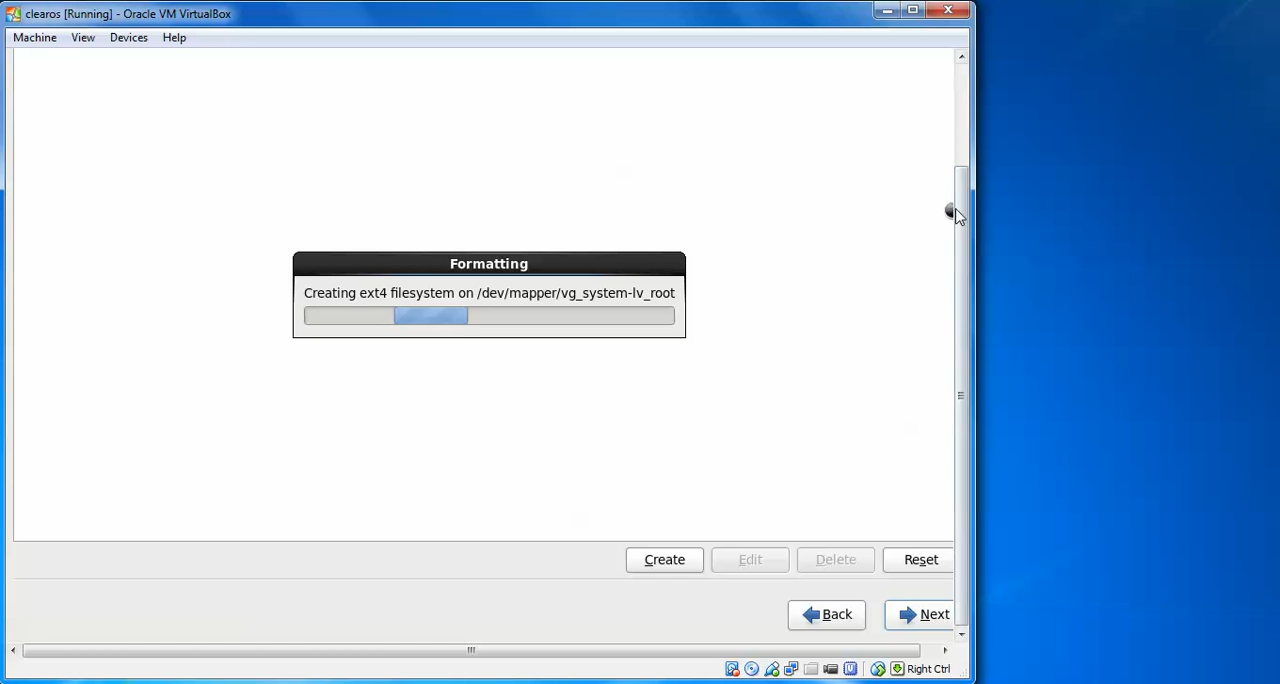 clearos [Running] - Oracle VM VirtualBox
Machine View Devices Help
Formatting
Creating ext4 filesystem on /dev/mapper/vg_system-lv_root
Create Edit Delete Reset
Back Next
Right Ctrl